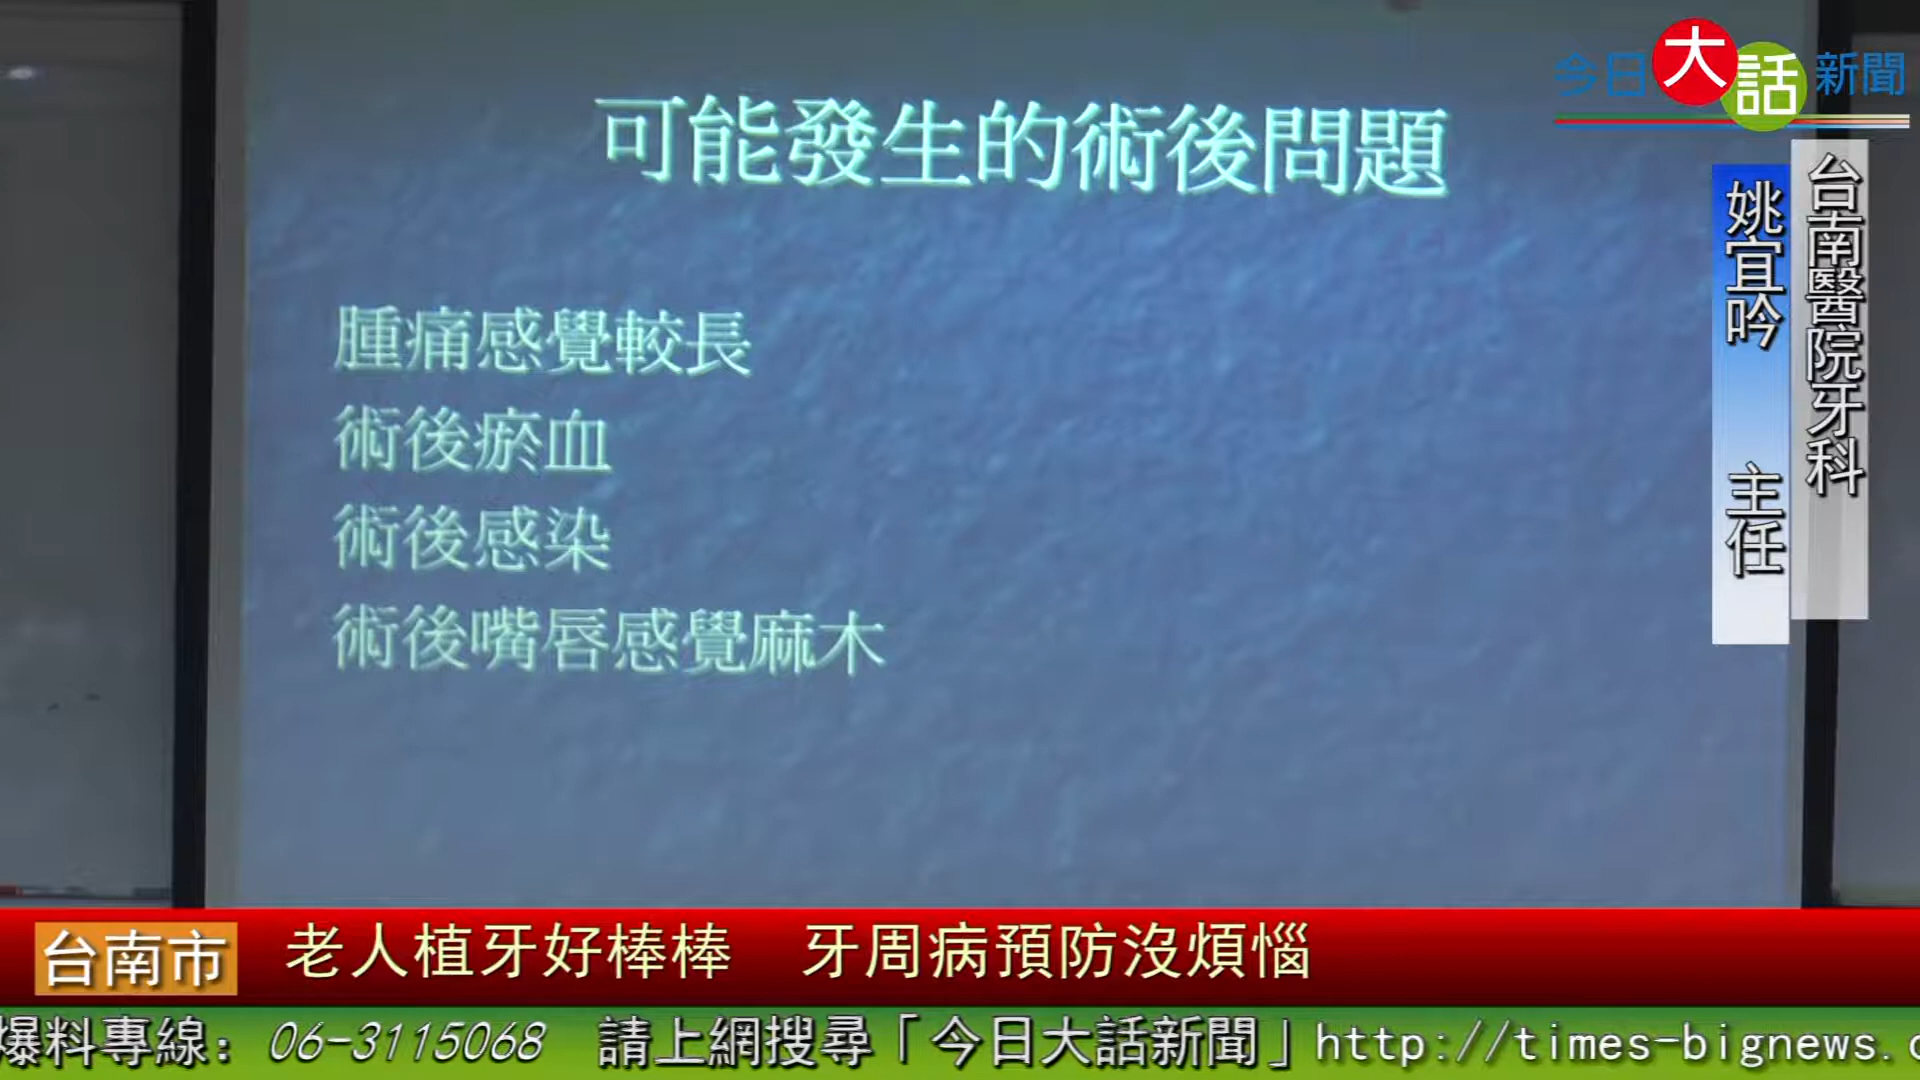 可能發生的術後問題
腫痛感覺較長
術後瘀血
術後感染
術後嘴唇感覺麻木
今日大話新聞
台南醫院牙科
姚宜吟 主任
台南市 老人植牙好棒棒 牙周病預防沒煩惱
爆料專線：06-3115068 請上網搜尋「今日大話新聞」http://times-bignews.c